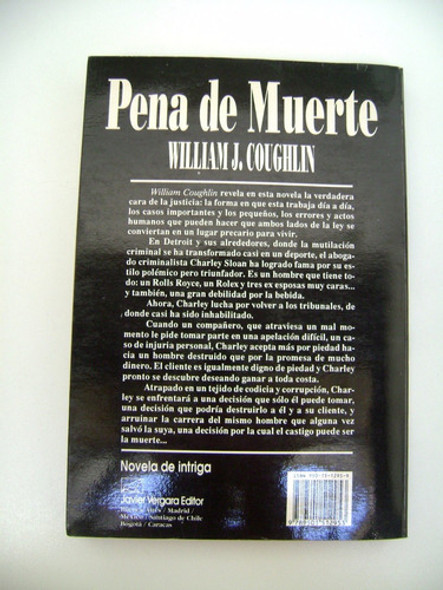 Pena de Muerte
WILLIAM J. COUGHLIN
William Coughlin revela en esta novela la verdadera
cara de la justicia: la forma en que esta trabaja día a día,
los casos importantes y los pequeños, los errores y actos
humanos que pueden hacer que ambos lados de la ley se
conviertan en un lugar precario para vivir.
En Detroit y sus alrededores, donde la mutilación
criminal se ha transformado casi en un deporte, el aboga-
do criminalista Charley Sloan ha logrado fama por su es-
tilo polémico pero triunfador. Es un hombre que tiene to-
do: un Rolls Royce, un Rolex y tres ex esposas muy caras...
y también, una gran debilidad por la bebida.
Ahora, Charley lucha por volver a los tribunales, de
donde casi ha sido inhabilitado.
Cuando un compañero, que atraviesa un mal mo-
mento le pide tomar parte en una apelación difícil, un ca-
so de injuria personal, Charley acepta más por piedad ha-
cia un hombre destruido que por la promesa de mucho
dinero. El cliente es igualmente digno de piedad y Charley
pronto se descubre deseando ganar a toda costa.
Atrapado en un tejido de codicia y corrupción, Char-
ley se enfrentará a una decisión que sólo él puede tomar,
una decisión que podría destruirlo a él y a su cliente, y
arruinar la carrera del mismo hombre que alguna vez
salvó la suya, una decisión por la cual el castigo puede ser
la muerte...
Novela de intriga
Javier Vergara Editor
Buenos Aires / Madrid /
México / Santiago de Chile
Bogotá / Caracas